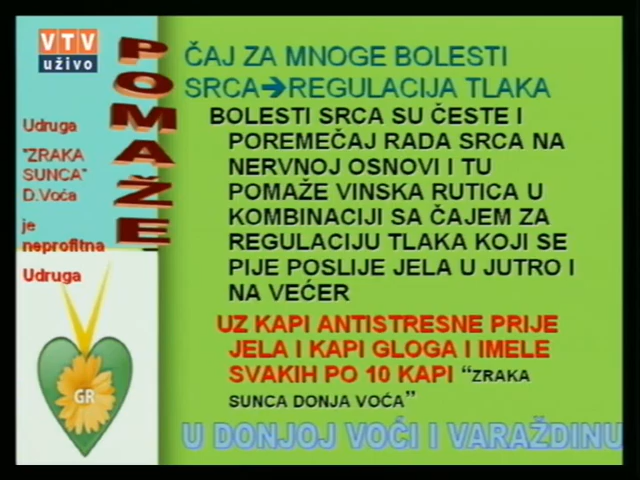 VTV
uživo
POMAŽE
Udruga
"ZRAKA
SUNCA"
D.Voća
je
neprofitna
Udruga
GR
ČAJ ZA MNOGE BOLESTI
SRCA➔REGULACIJA TLAKA
BOLESTI SRCA SU ČESTE I
POREMEČAJ RADA SRCA NA
NERVNOJ OSNOVI I TU
POMAŽE VINSKA RUTICA U
KOMBINACIJI SA ČAJEM ZA
REGULACIJU TLAKA KOJI SE
PIJE POSLIJE JELA U JUTRO I
NA VEĆER
UZ KAPI ANTISTRESNE PRIJE
JELA I KAPI GLOGA I IMELE
SVAKIH PO 10 KAPI “ZRAKA
SUNCA DONJA VOĆA”
U DONJOJ VOĆI I VARAŽDINU